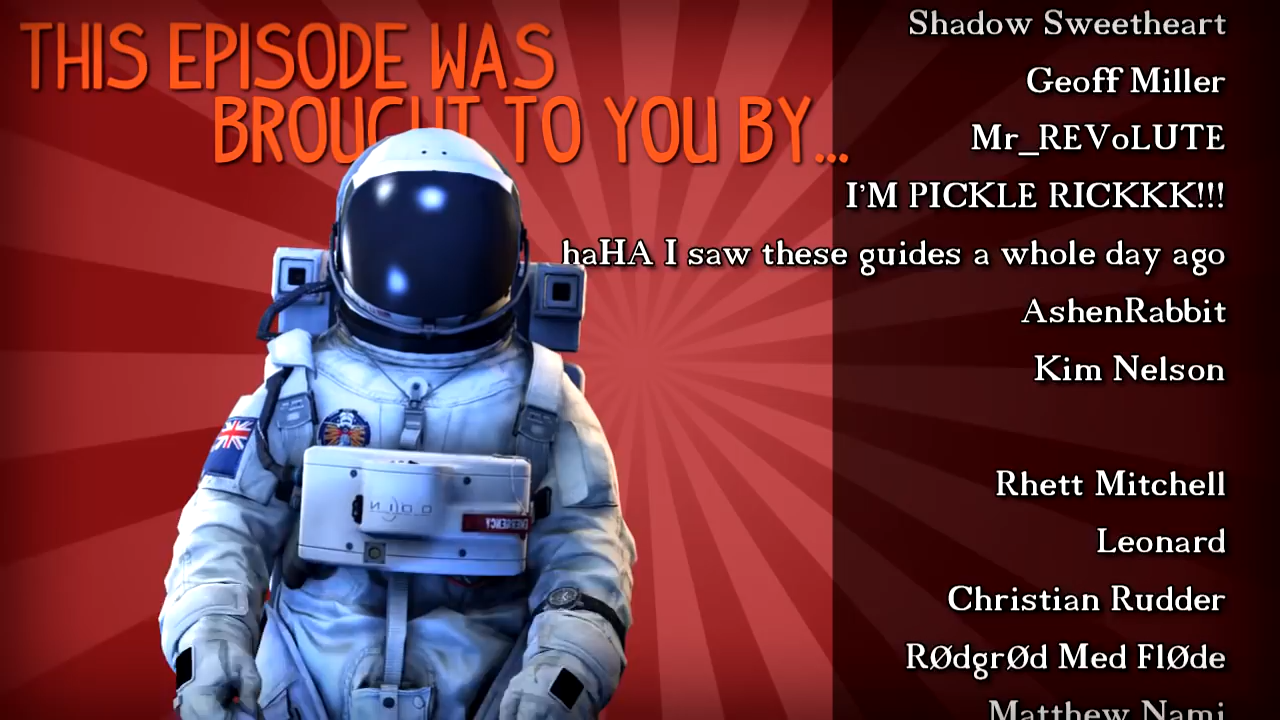 THIS EPISODE WAS
BROUGHT TO YOU BY...
Shadow Sweetheart
Geoff Miller
Mr_REVoLUTE
I'M PICKLE RICKKK!!!
haHA I saw these guides a whole day ago
AshenRabbit
Kim Nelson
Rhett Mitchell
Leonard
Christian Rudder
RØdgrØd Med FlØde
Matthew Nami
EMERGENCY